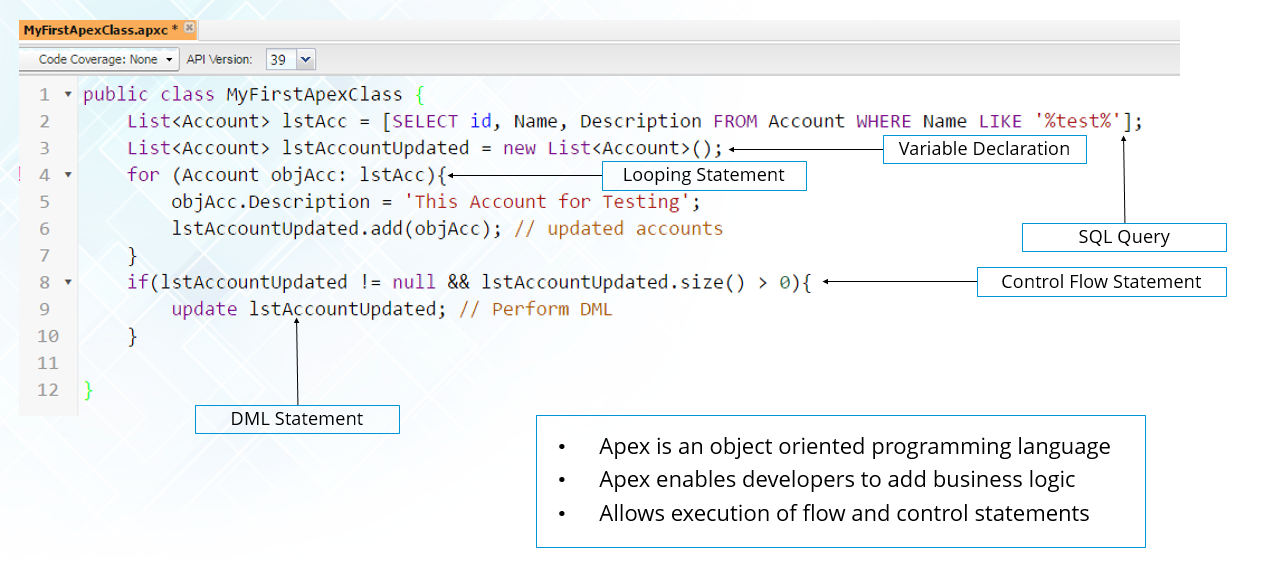 MyFirstApexClass.apxc *
Code Coverage: None API Version: 39
1 public class MyFirstApexClass {
2 List<Account> lstAcc = [SELECT id, Name, Description FROM Account WHERE Name LIKE '%test%'];
3 List<Account> lstAccountUpdated = new List<Account>();
Variable Declaration
4 for (Account objAcc: lstAcc){
Looping Statement
5 objAcc.Description = 'This Account for Testing';
6 lstAccountUpdated.add(objAcc); // updated accounts
SQL Query
7 }
8 if(lstAccountUpdated != null && lstAccountUpdated.size() > 0){
Control Flow Statement
9 update lstAccountUpdated; // Perform DML
10 }
11
12 }
DML Statement
• Apex is an object oriented programming language
• Apex enables developers to add business logic
• Allows execution of flow and control statements